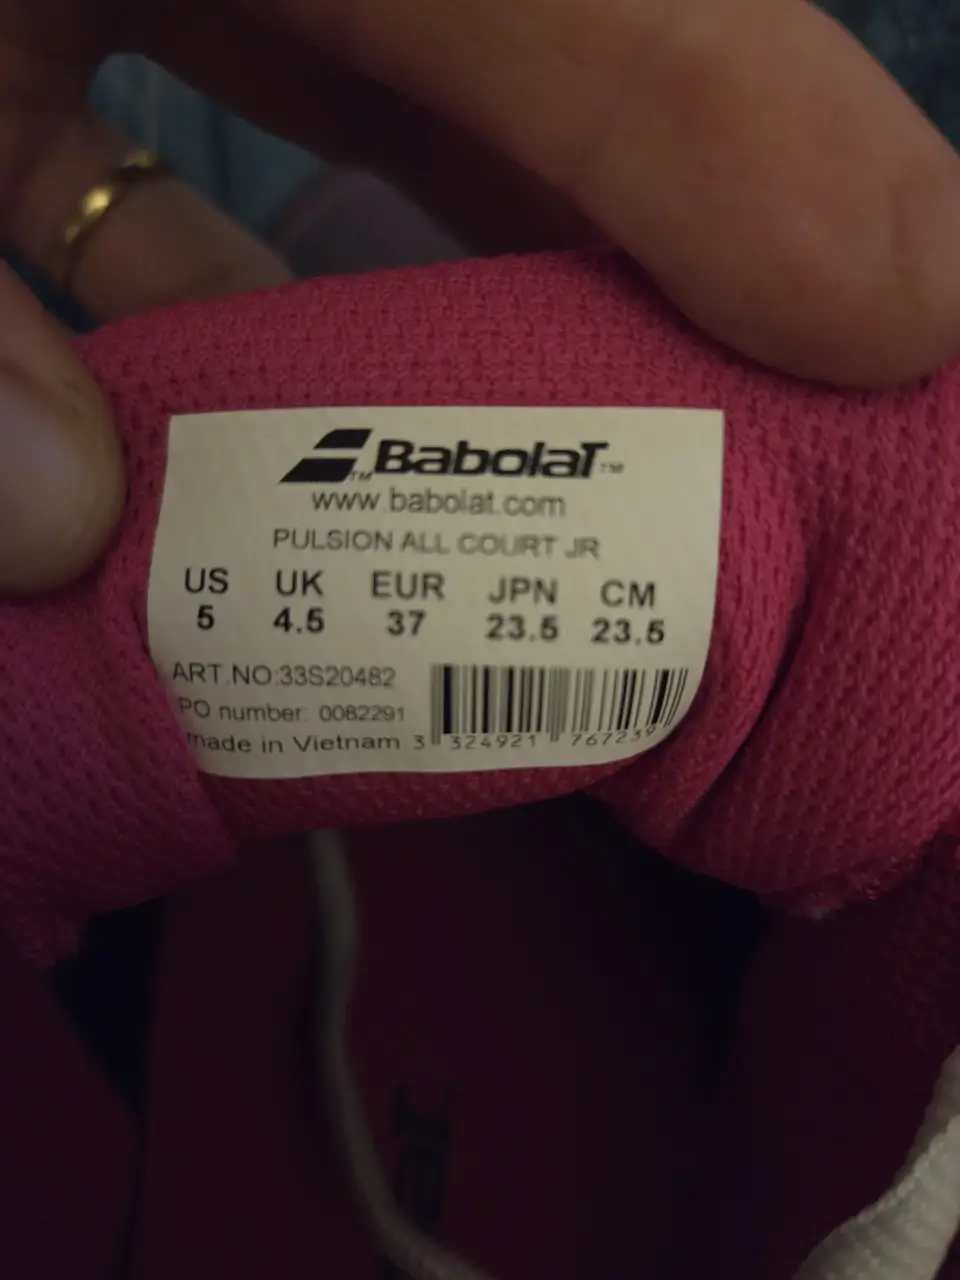 BabolaT™
www.babolat.com
PULSION ALL COURT JR
US UK EUR JPN CM
5 4.5 37 23.5 23.5
ART.NO:33S20482
PO number: 0082291
made in Vietnam 3 324921 767239